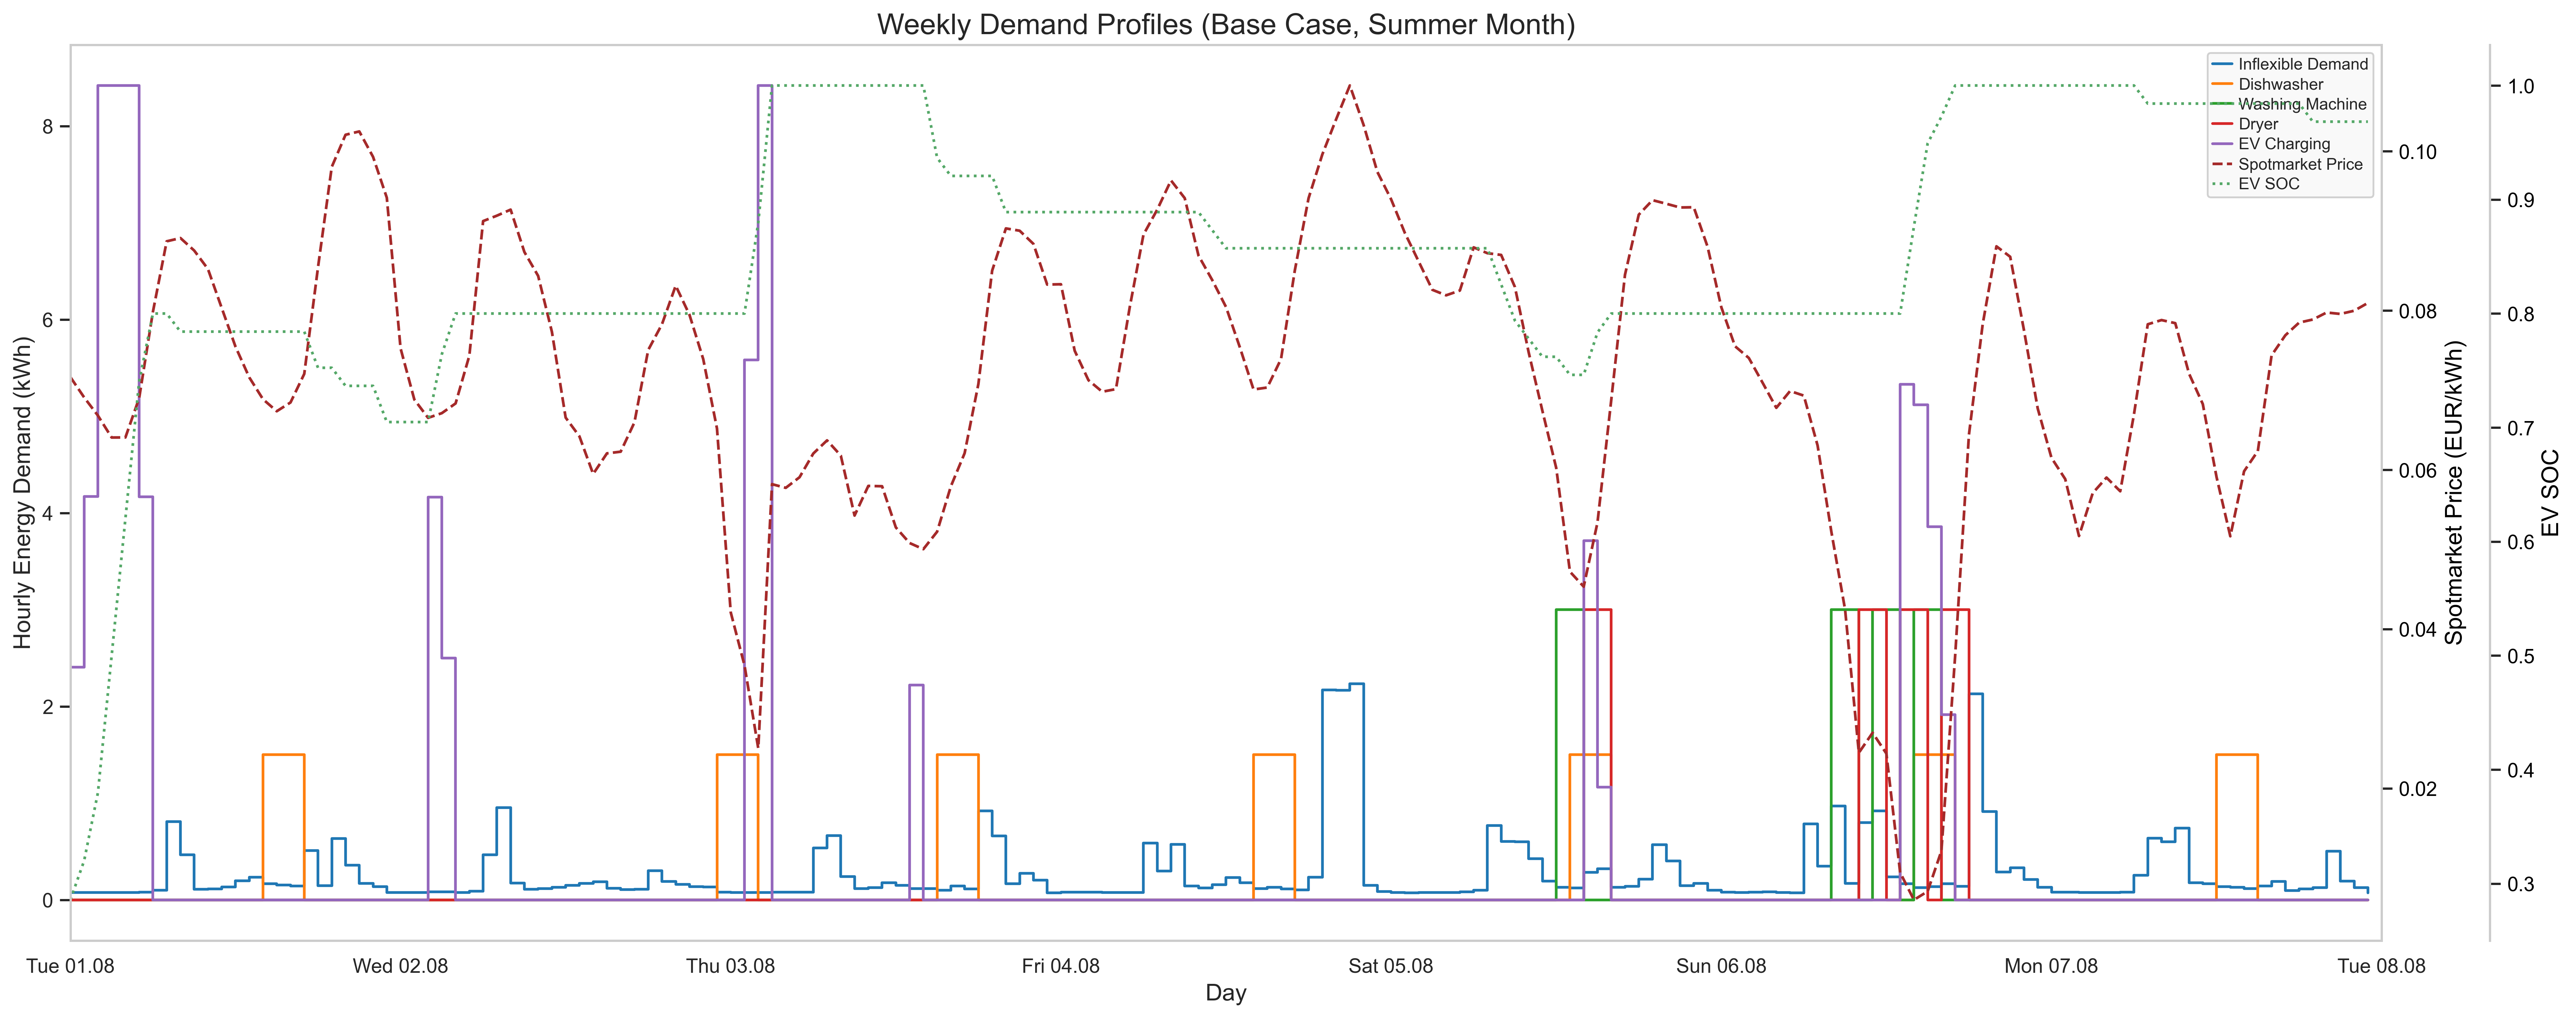 Weekly Demand Profiles (Base Case, Summer Month)
Inflexible Demand
Dishwasher
Washing Machine
Dryer
EV Charging
Spotmarket Price
EV SOC
Hourly Energy Demand (kWh)
8
6
4
2
0
Spotmarket Price (EUR/kWh)
0.10
0.08
0.06
0.04
0.02
EV SOC
1.0
0.9
0.8
0.7
0.6
0.5
0.4
0.3
Tue 01.08 Wed 02.08 Thu 03.08 Fri 04.08 Sat 05.08 Sun 06.08 Mon 07.08 Tue 08.08
Day